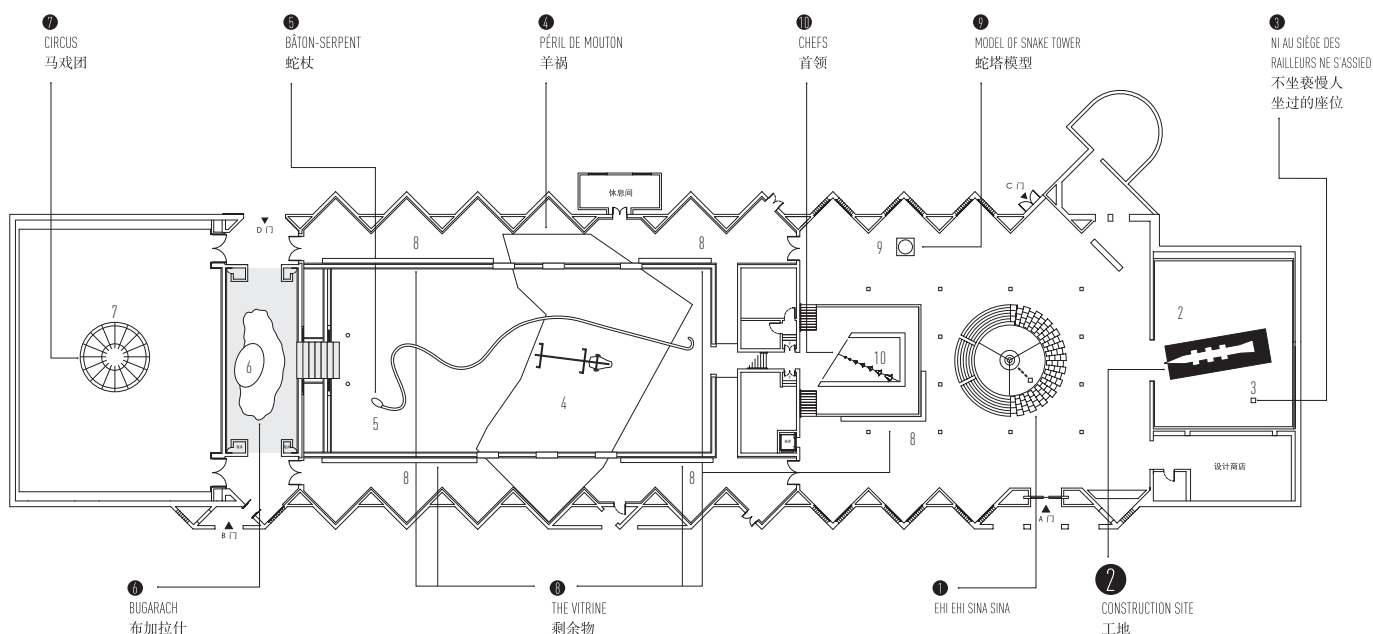 7
CIRCUS
马戏团
5
BÂTON-SERPENT
蛇杖
4
PÉRIL DE MOUTON
羊祸
10
CHEFS
首领
9
MODEL OF SNAKE TOWER
蛇塔模型
3
NI AU SIÈGE DES
RAILLEURS NE S'ASSIED
不坐亵慢人
坐过的座位
休息间
C 门
D 门
8
8
9
7
2
6
10
3
4
5
8
8
8
设计商店
A 门
B 门
6
BUGARACH
布加拉什
8
THE VITRINE
剩余物
1
EHI EHI SINA SINA
2
CONSTRUCTION SITE
工地